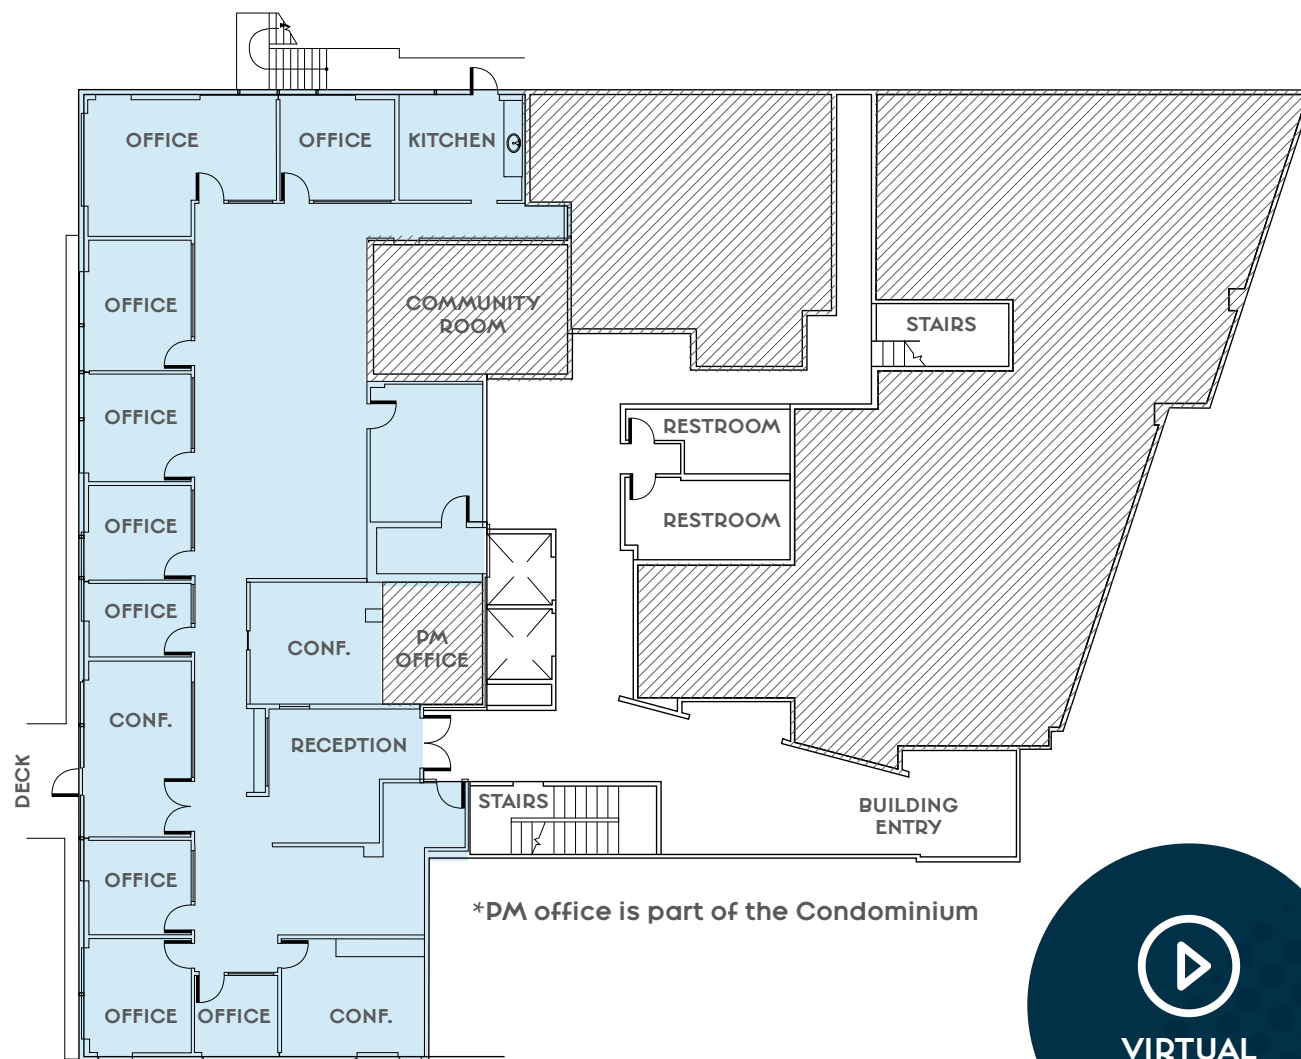 OFFICE
OFFICE
KITCHEN
OFFICE
COMMUNITY
ROOM
STAIRS
OFFICE
RESTROOM
OFFICE
RESTROOM
OFFICE
CONF.
PM
OFFICE
CONF.
RECEPTION
DECK
STAIRS
BUILDING
ENTRY
OFFICE
*PM office is part of the Condominium
OFFICE
OFFICE
CONF.
VIRTUAL